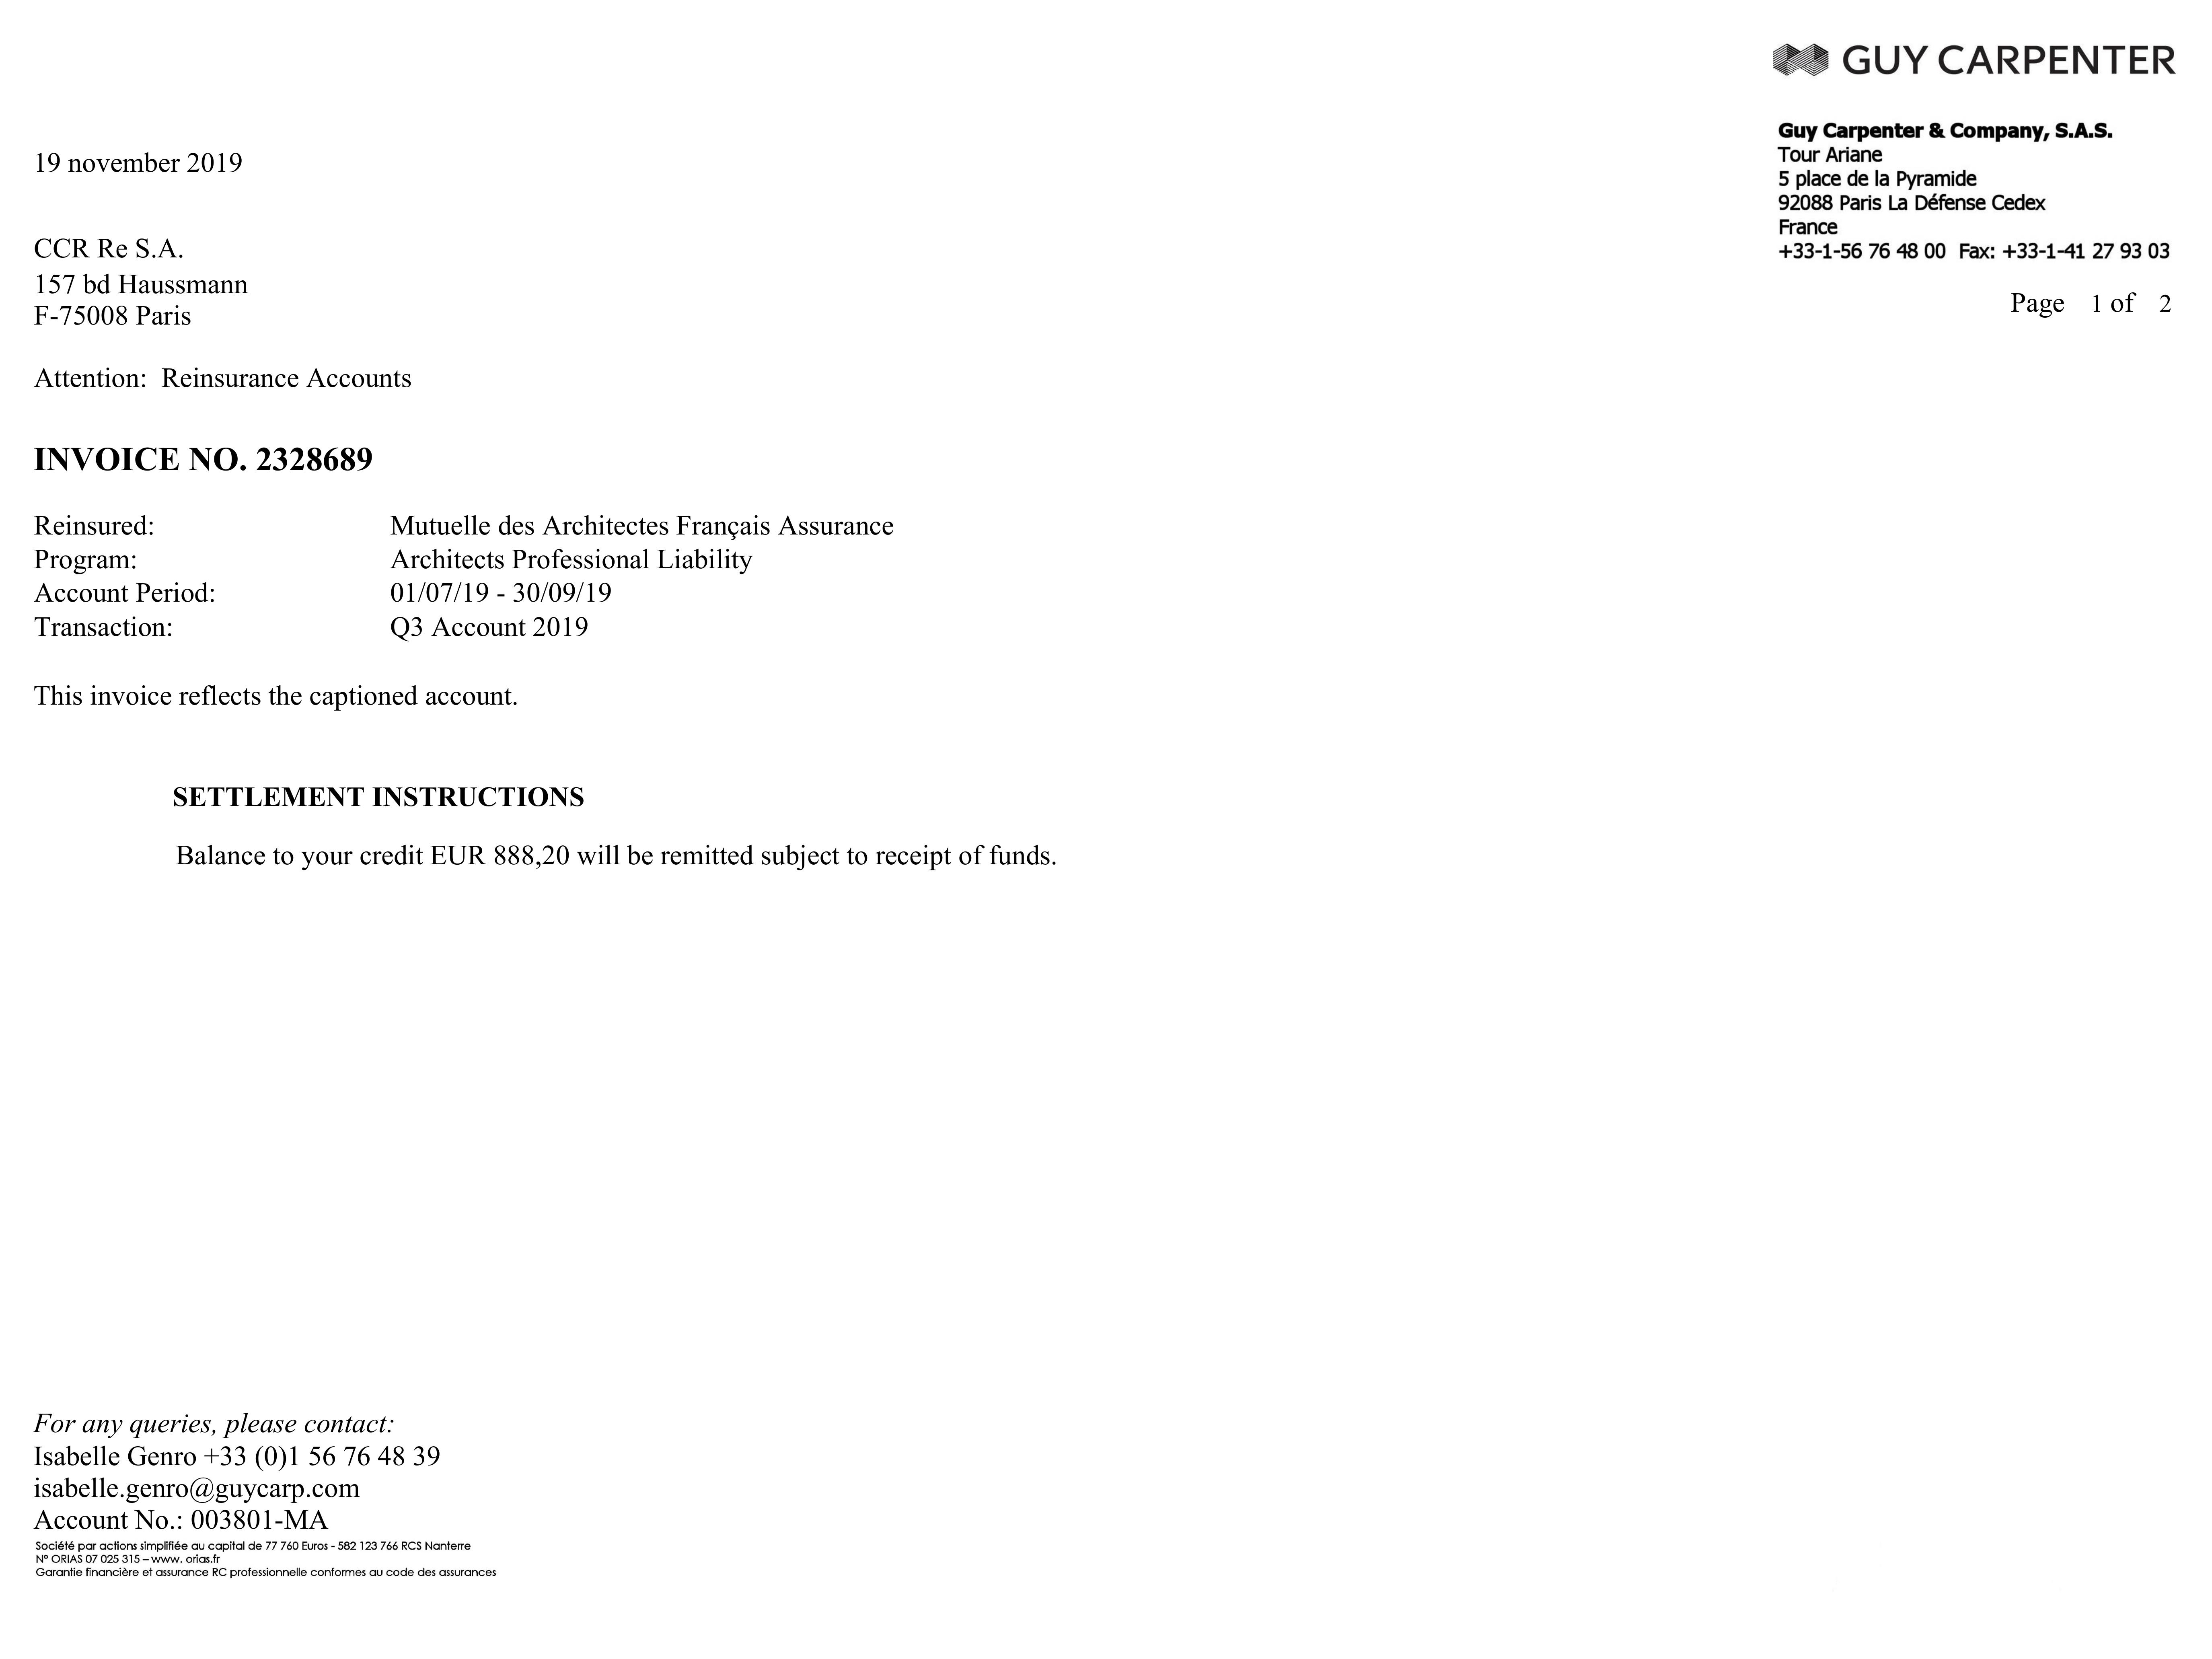 GUY CARPENTER
Guy Carpenter & Company, S.A.S.
Tour Ariane
5 place de la Pyramide
92088 Paris La Défense Cedex
France
+33-1-56 76 48 00 Fax: +33-1-41 27 93 03
Page 1 of 2
19 november 2019
CCR Re S.A.
157 bd Haussmann
F-75008 Paris
Attention: Reinsurance Accounts
INVOICE NO. 2328689
Reinsured: Mutuelle des Architectes Français Assurance
Program: Architects Professional Liability
Account Period: 01/07/19 - 30/09/19
Transaction: Q3 Account 2019
This invoice reflects the captioned account.
SETTLEMENT INSTRUCTIONS
Balance to your credit EUR 888,20 will be remitted subject to receipt of funds.
For any queries, please contact:
Isabelle Genro +33 (0)1 56 76 48 39
isabelle.genro@guycarp.com
Account No.: 003801-MA
Société par actions simplifiée au capital de 77 760 Euros - 582 123 766 RCS Nanterre
N° ORIAS 07 025 315 – www. orias.fr
Garantie financière et assurance RC professionnelle conformes au code des assurances